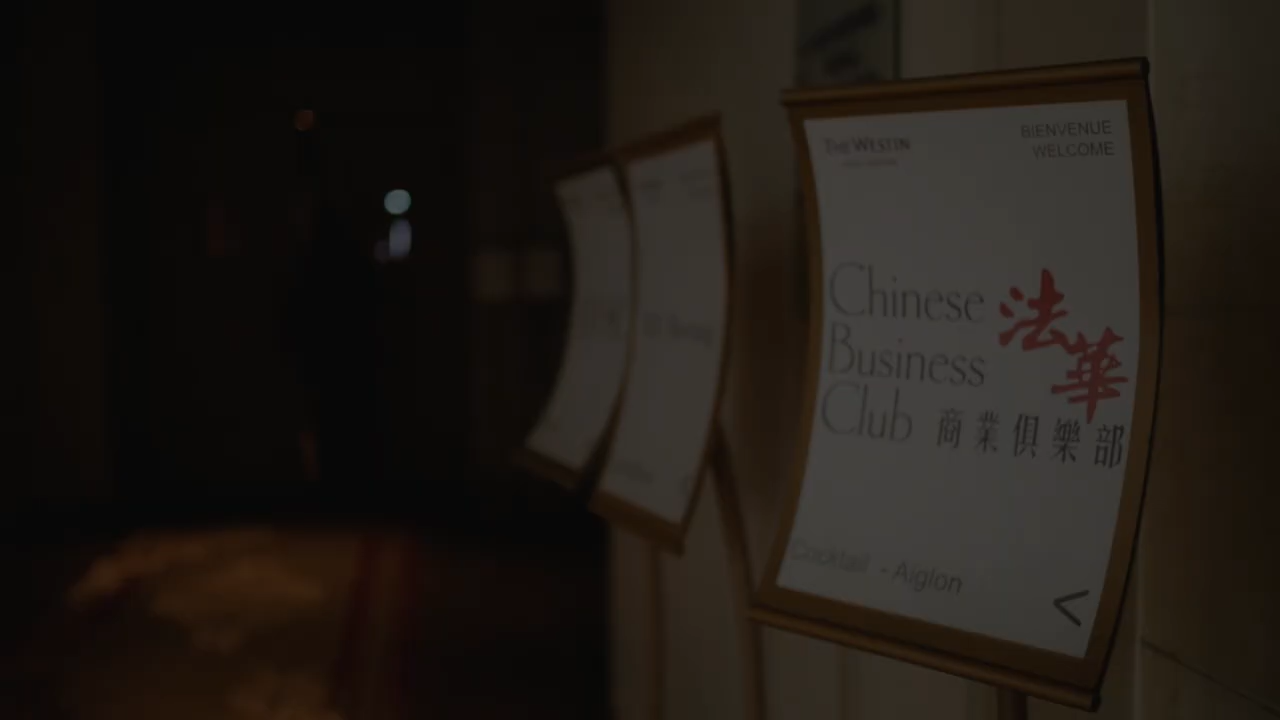 THE WESTIN
BIENVENUE
WELCOME
Chinese
Business
Club
法華
商業俱樂部
Cocktail - Aiglon
<